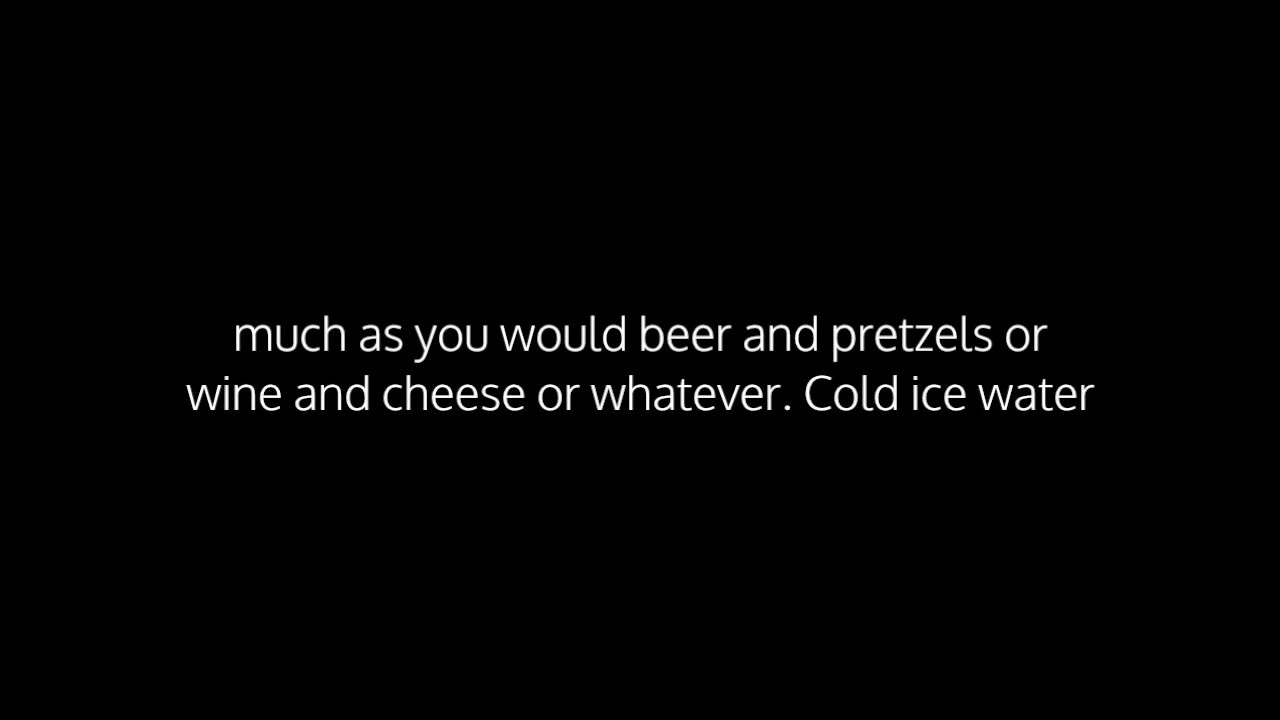 much as you would beer and pretzels or
wine and cheese or whatever. Cold ice water